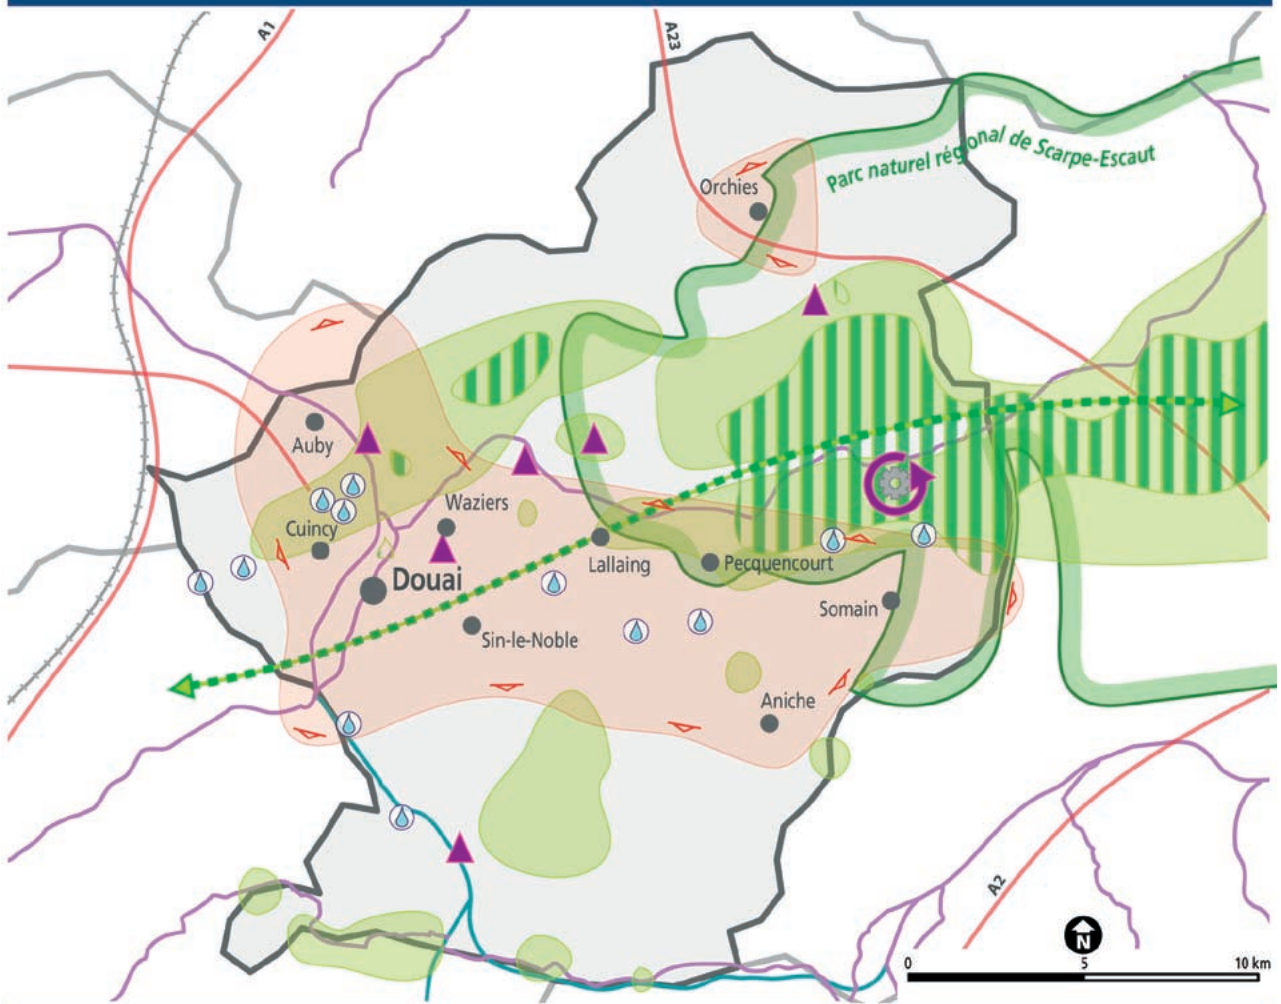 A1
A23
Parc naturel régional de Scarpe-Escaut
Orchies
Auby
Waziers
Cuincy
Lallaing
Pecquencourt
Douai
Somain
Sin-le-Noble
Aniche
A2
N
0 5 10 km